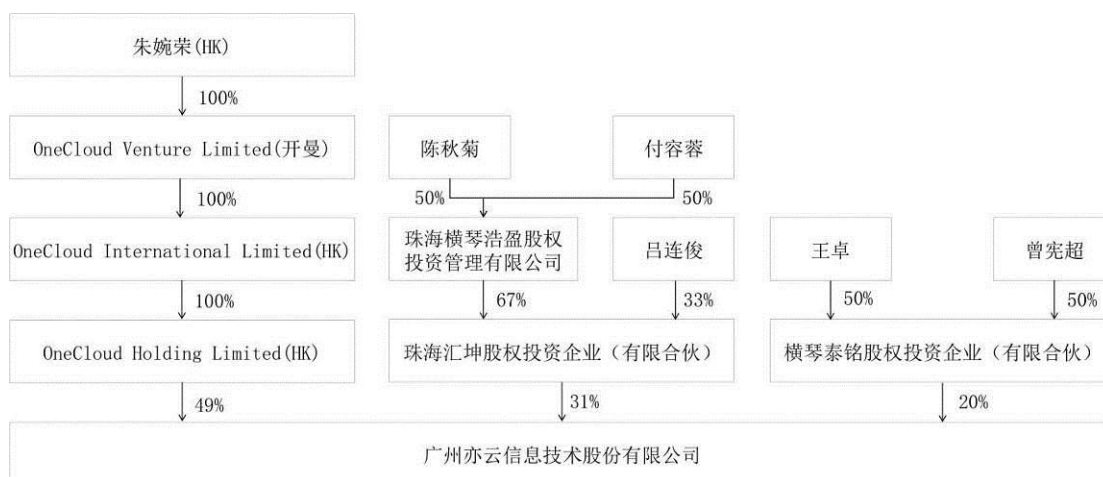 朱婉荣(HK)
100%
OneCloud Venture Limited(开曼)
陈秋菊
付容蓉
100%
50%
50%
OneCloud International Limited(HK)
珠海横琴浩盈股权
投资管理有限公司
吕连俊
王卓
曾宪超
100%
67%
33%
50%
50%
OneCloud Holding Limited(HK)
珠海汇坤股权投资企业（有限合伙）
横琴泰铭股权投资企业（有限合伙）
49%
31%
20%
广州亦云信息技术股份有限公司